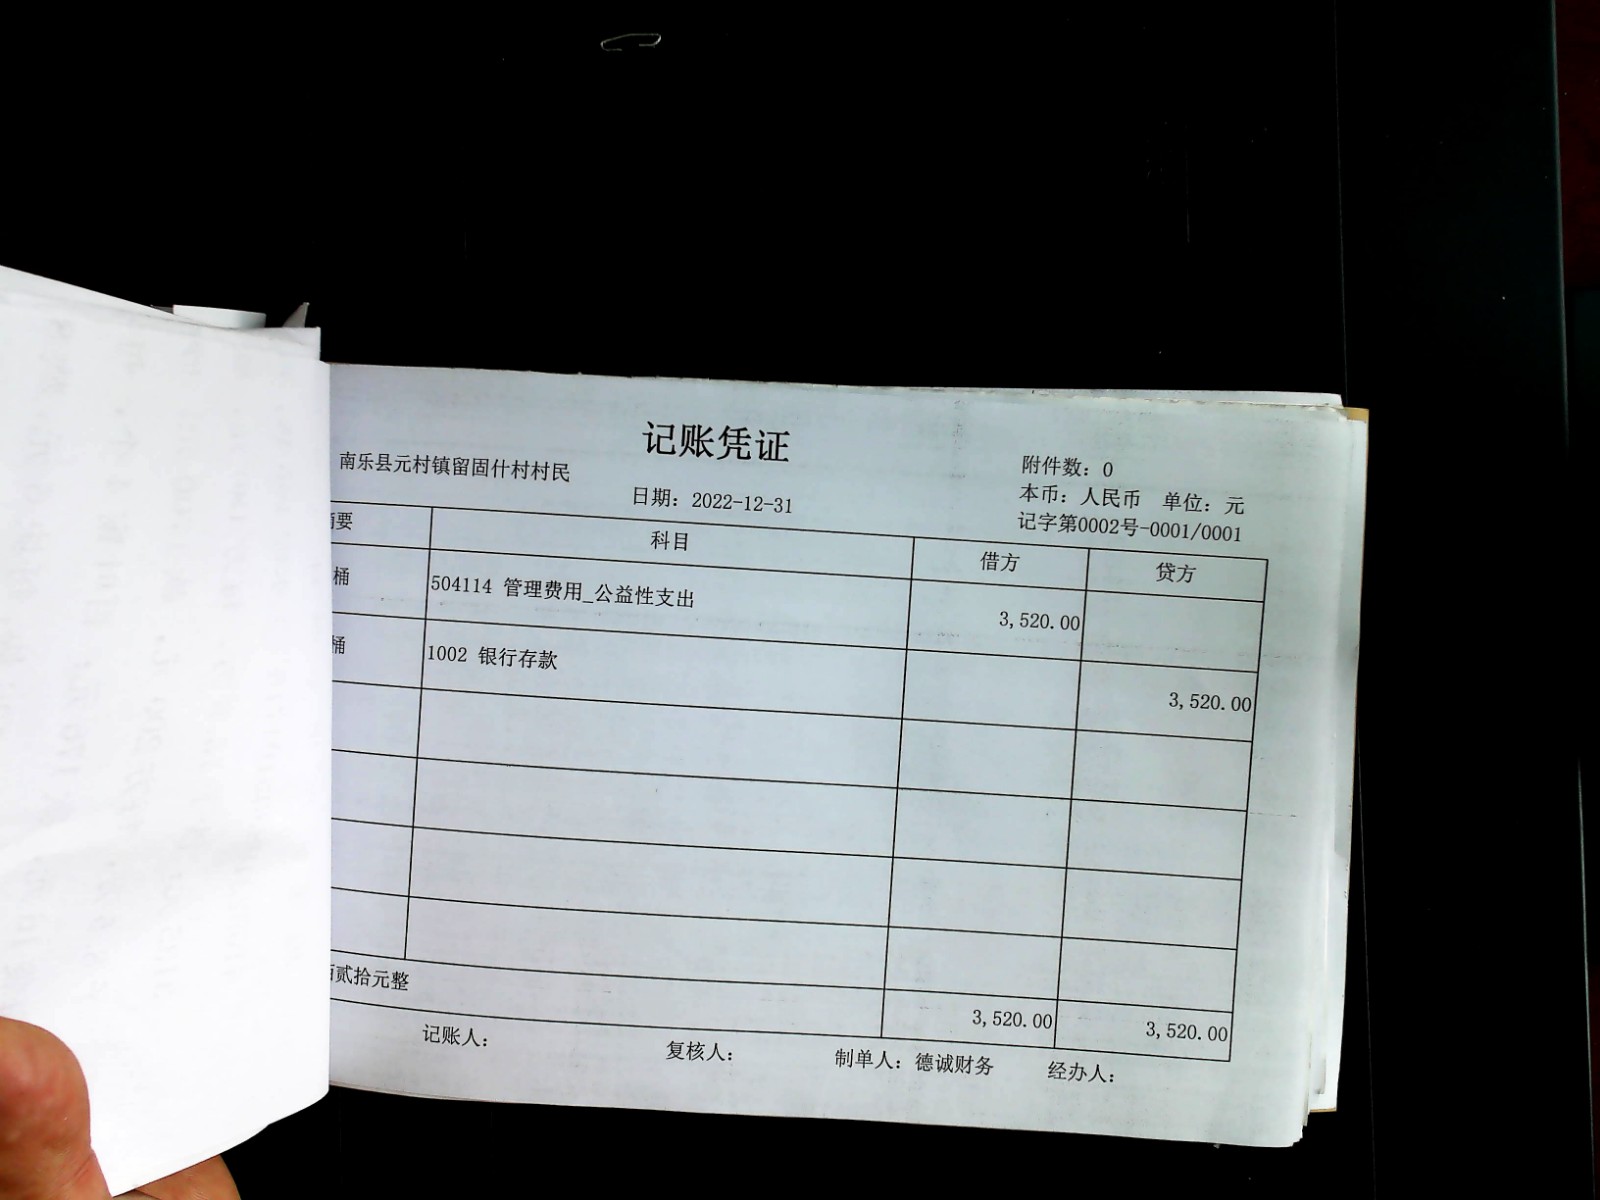 记账凭证
南乐县元村镇留固什村村民
日期：2022-12-31
附件数：0
本币：人民币 单位：元
记字第0002号-0001/0001
要 科目 借方 贷方
桶 504114 管理费用_公益性支出 3,520.00
桶 1002 银行存款 3,520.00
贰拾元整 3,520.00 3,520.00
记账人： 复核人： 制单人：德诚财务 经办人：